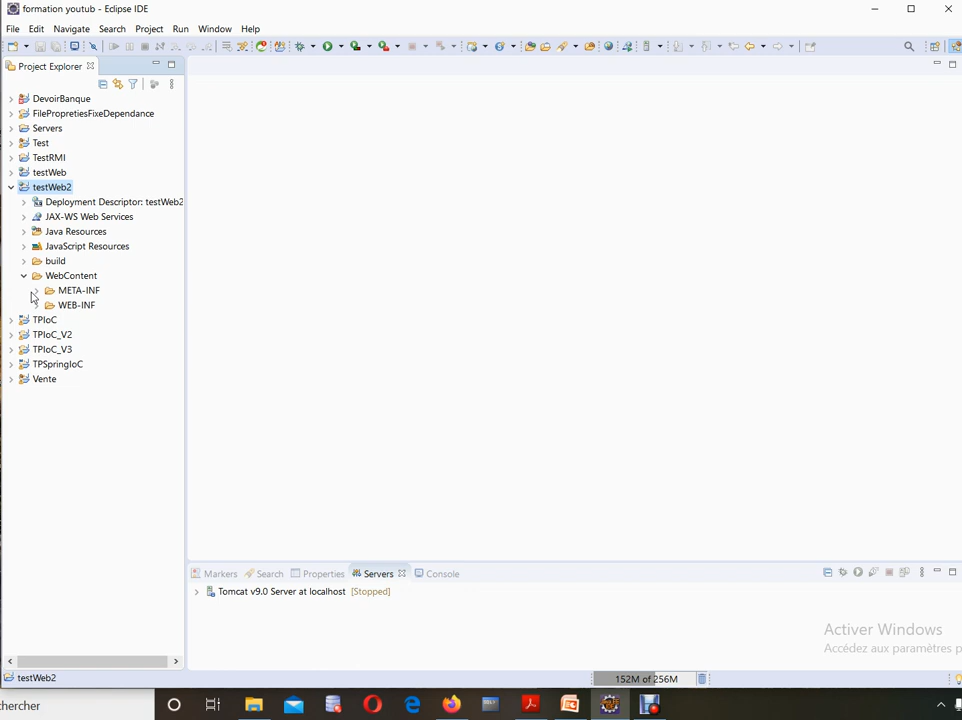 formation youtub - Eclipse IDE
File Edit Navigate Search Project Run Window Help
Project Explorer
DevoirBanque
FilePropretiesFixeDependance
Servers
Test
TestRMI
testWeb
testWeb2
Deployment Descriptor: testWeb2
JAX-WS Web Services
Java Resources
JavaScript Resources
build
WebContent
META-INF
WEB-INF
TPIoC
TPIoC_V2
TPIoC_V3
TPSpringIoC
Vente
Markers Search Properties Servers Console
Tomcat v9.0 Server at localhost [Stopped]
Activer Windows
Accédez aux paramètres p
testWeb2
152M of 256M
hercher